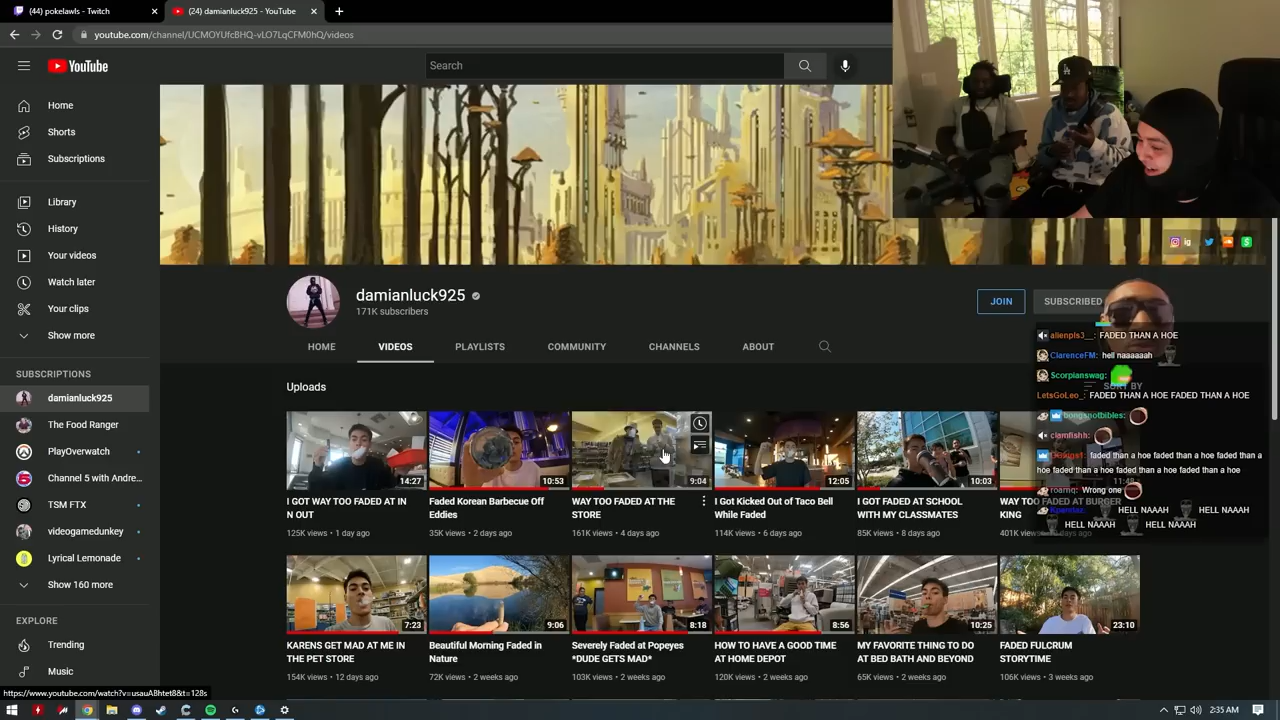 (44) pokelawls - Twitch
(24) damianluck925 - YouTube
youtube.com/channel/UCMOYUfcBHQ-vLO7LqCFM0hQ/videos
YouTube
Search
Home
Shorts
Subscriptions
Library
History
Your videos
Watch later
Your clips
Show more
SUBSCRIPTIONS
damianluck925
The Food Ranger
PlayOverwatch
Channel 5 with Andre...
TSM FTX
videogamedunkey
Lyrical Lemonade
Show 160 more
EXPLORE
Trending
Music
ig
damianluck925
171K subscribers
JOIN
SUBSCRIBED
HOME
VIDEOS
PLAYLISTS
COMMUNITY
CHANNELS
ABOUT
Uploads
SORT BY
14:27
I GOT WAY TOO FADED AT IN
N OUT
125K views • 1 day ago
10:53
Faded Korean Barbecue Off
Eddies
35K views • 2 days ago
9:04
WAY TOO FADED AT THE
STORE
161K views • 4 days ago
12:05
I Got Kicked Out of Taco Bell
While Faded
114K views • 6 days ago
10:03
I GOT FADED AT SCHOOL
WITH MY CLASSMATES
85K views • 8 days ago
11:48
WAY TOO FADED AT BURGER
KING
401K views
days ago
7:23
KARENS GET MAD AT ME IN
THE PET STORE
154K views • 12 days ago
9:06
Beautiful Morning Faded in
Nature
72K views • 2 weeks ago
8:18
Severely Faded at Popeyes
*DUDE GETS MAD*
103K views • 2 weeks ago
8:56
HOW TO HAVE A GOOD TIME
AT HOME DEPOT
120K views • 2 weeks ago
10:25
MY FAVORITE THING TO DO
AT BED BATH AND BEYOND
65K views • 2 weeks ago
23:10
FADED FULCRUM
STORYTIME
106K views • 3 weeks ago
alienpls3__: FADED THAN A HOE
ClarenceFM: hell naaaaaah
Scorpianswag:
LetsGoLeo_: FADED THAN A HOE FADED THAN A HOE
bongsnotbibles:
clamfishh:
faded than a hoe faded than a hoe faded than a
hoe faded than a hoe faded than a hoe faded than a hoe
roamq: Wrong one
HELL NAAAH HELL NAAAH
HELL NAAAH HELL NAAAH
https://www.youtube.com/watch?v=usauA8htet8&t=128s
2:35 AM